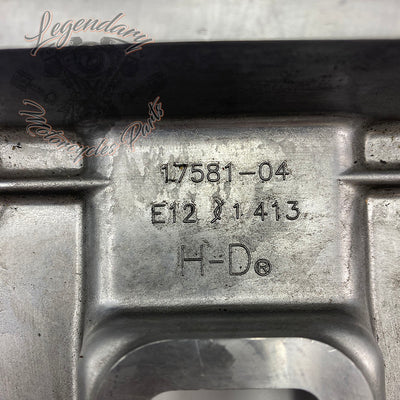 Legendary
Motorcycle Parts
17581-04
E12 1 413
H-D®